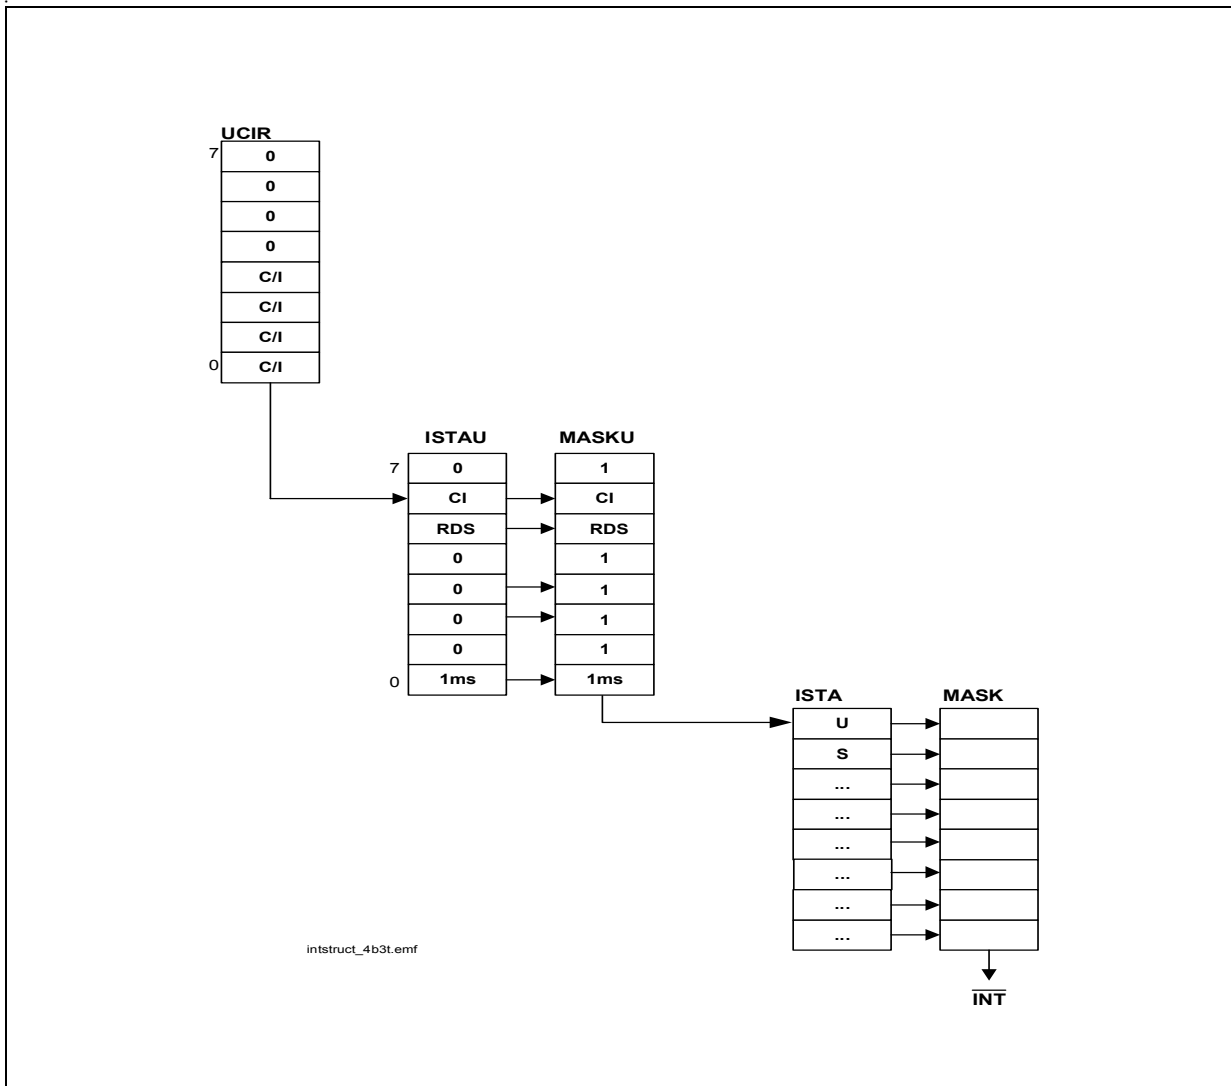 UCIR
7 0
0
0
0
C/I
C/I
C/I
0 C/I
ISTAU MASKU
7 0 1
CI CI
RDS RDS
0 1
0 1
0 1
0 1
0 1ms 1ms
ISTA MASK
U
S
...
...
...
...
...
...
intstruct_4b3t.emf
INT